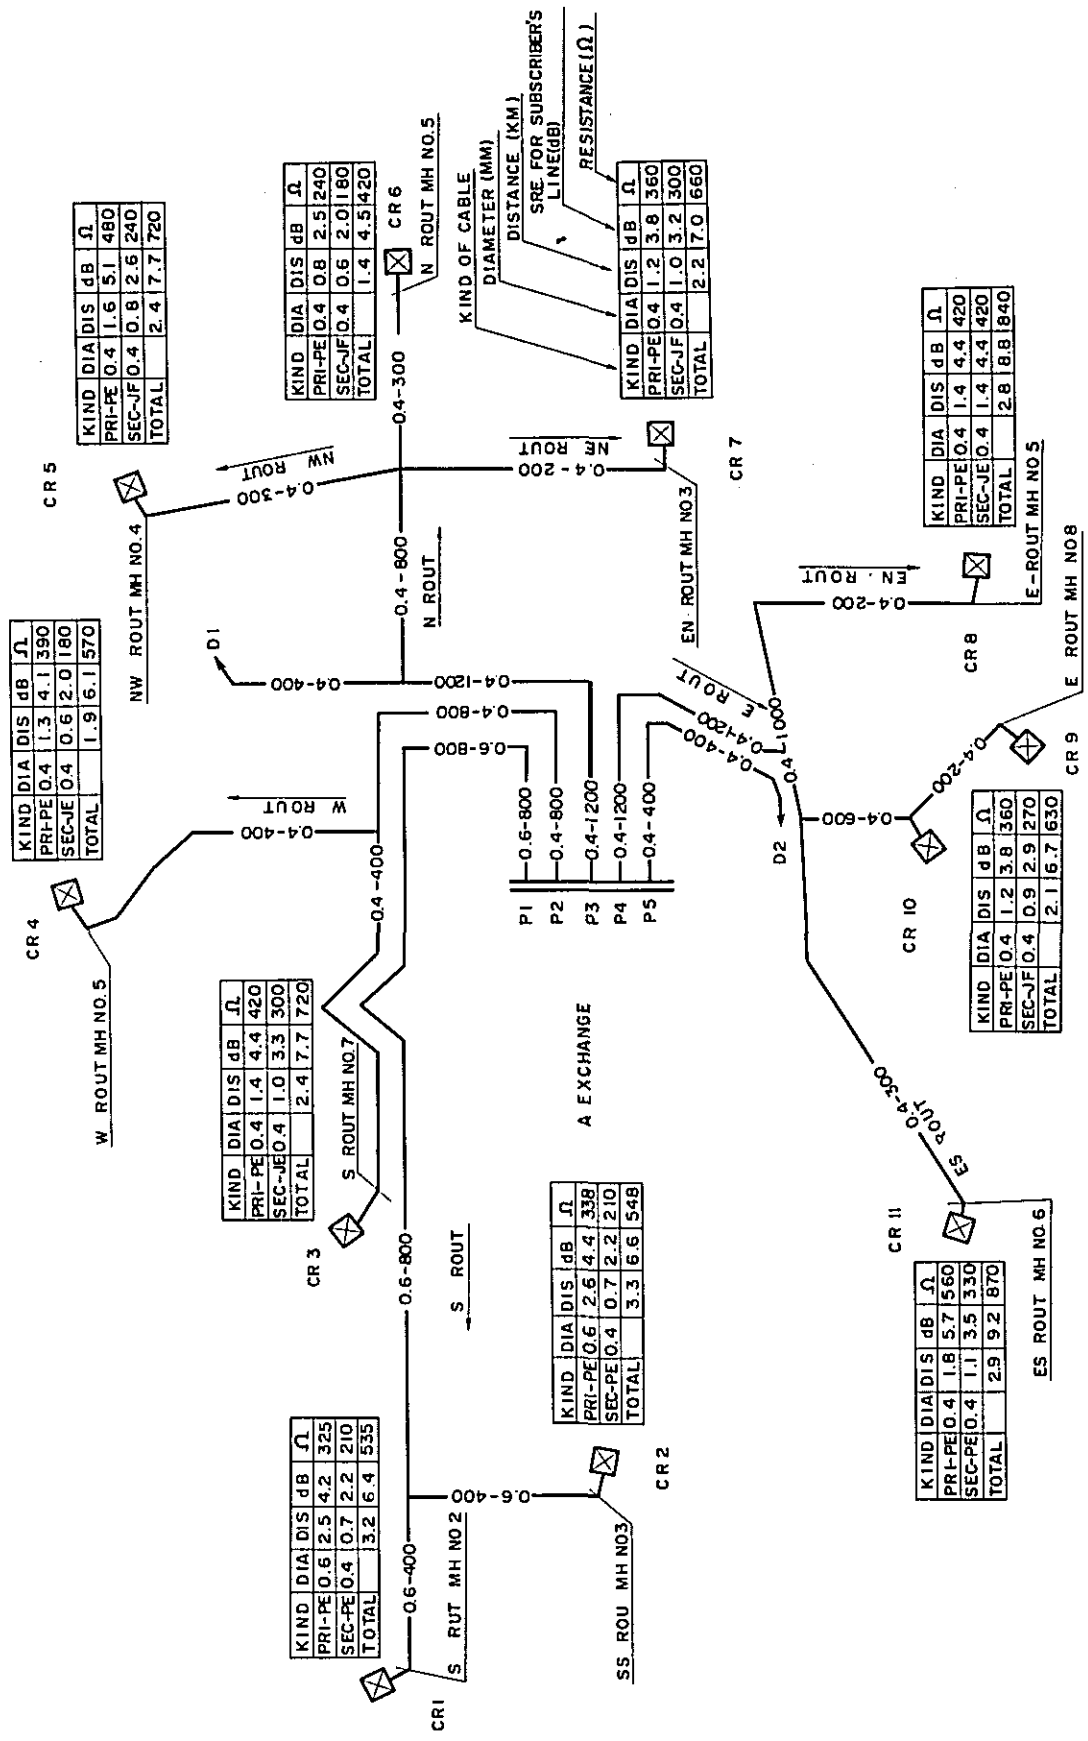 KIND DIA DIS dB Ω
PRI-PE 0.4 1.3 4.1 390
SEC-JE 0.4 0.6 2.0 180
TOTAL 1.9 6.1 570
CR 4
W ROUT MH NO.5
W ROUT
0.4-400
KIND DIA DIS dB Ω
PRI-PE 0.4 1.6 5.1 480
SEC-JF 0.4 0.8 2.6 240
TOTAL 2.4 7.7 720
CR 5
NW ROUT MH NO.4
NW ROUT
0.4-300
D1
0.4-400
KIND DIA DIS dB Ω
PRI-PE 0.4 0.8 2.5 240
SEC-JF 0.4 0.6 2.0 180
TOTAL 1.4 4.5 420
CR 6
N ROUT MH NO.5
0.4-300
0.4-800
N ROUT
0.4-1200
0.4-800
0.6-800
0.4-400
KIND DIA DIS dB Ω
PRI-PE 0.4 1.4 4.4 420
SEC-JE 0.4 1.0 3.3 300
TOTAL 2.4 7.7 720
S ROUT MH NO.7
CR 3
0.6-800
S ROUT
KIND DIA DIS dB Ω
PRI-PE 0.6 2.5 4.2 325
SEC-PE 0.4 0.7 2.2 210
TOTAL 3.2 6.4 535
0.6-400
CR1
S RUT MH NO 2
0.6-400
KIND DIA DIS dB Ω
PRI-PE 0.6 2.6 4.4 338
SEC-PE 0.4 0.7 2.2 210
TOTAL 3.3 6.6 548
CR2
SS ROU MH NO3
A EXCHANGE
P1 0.6-800
P2 0.4-800
P3 0.4-1200
P4 0.4-1200
P5 0.4-400
KIND OF CABLE
DIAMETER (MM)
DISTANCE (KM)
SRE. FOR SUBSCRIBER'S
LINE(dB)
RESISTANCE(Ω)
KIND DIA DIS dB Ω
PRI-PE 0.4 1.2 3.8 360
SEC-JF 0.4 1.0 3.2 300
TOTAL 2.2 7.0 660
NE ROUT
0.4-200
CR 7
EN-ROUT MH NO3
E ROUT
0.4-1200
0.4-400
D2
0.4 1000
EN. ROUT
0.4-200
KIND DIA DIS dB Ω
PRI-PE 0.4 1.4 4.4 420
SEC-JE 0.4 1.4 4.4 420
TOTAL 2.8 8.8 840
CR8
E-ROUT MH NO 5
0.4-600
0.4-200
E ROUT MH NO8
CR 9
CR 10
KIND DIA DIS dB Ω
PRI-PE 0.4 1.2 3.8 360
SEC-JF 0.4 0.9 2.9 270
TOTAL 2.1 6.7 630
0.4-300
ES ROUT
CR 11
ES ROUT MH NO.6
KIND DIA DIS dB Ω
PRI-PE 0.4 1.8 5.7 560
SEC-PE 0.4 1.1 3.5 330
TOTAL 2.9 9.2 870